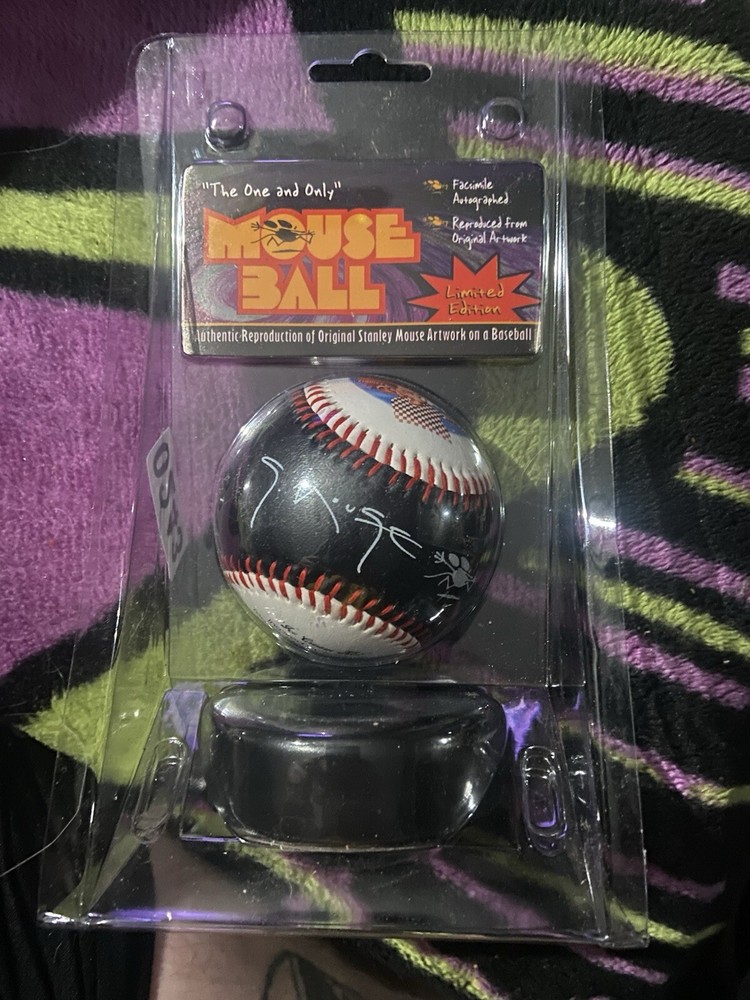 "The One and Only"
MOUSE
BALL
Facsimile
Autographed
Reproduced from
Original Artwork
Limited
Edition
Authentic Reproduction of Original Stanley Mouse Artwork on a Baseball
S. Mouse